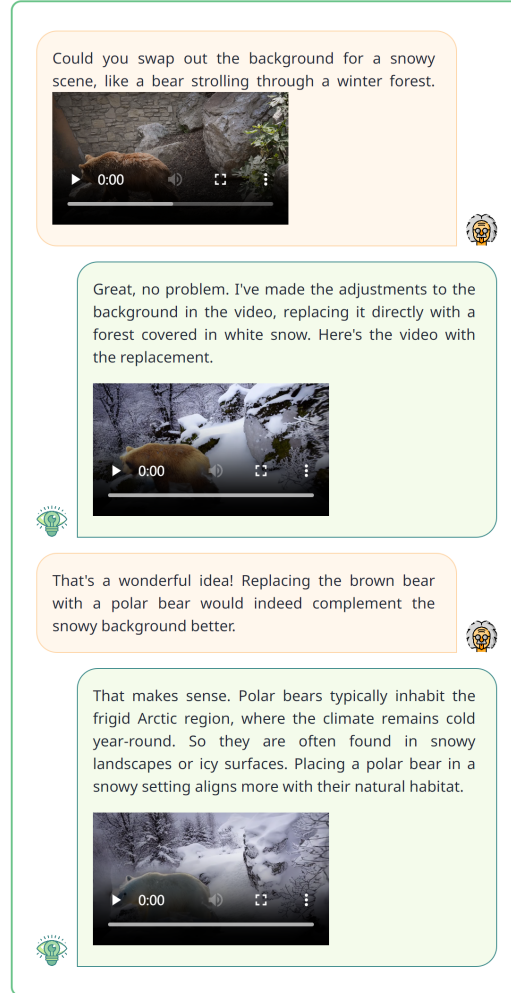 Could you swap out the background for a snowy
scene, like a bear strolling through a winter forest.
0:00
Great, no problem. I've made the adjustments to the
background in the video, replacing it directly with a
forest covered in white snow. Here's the video with
the replacement.
0:00
That's a wonderful idea! Replacing the brown bear
with a polar bear would indeed complement the
snowy background better.
That makes sense. Polar bears typically inhabit the
frigid Arctic region, where the climate remains cold
year-round. So they are often found in snowy
landscapes or icy surfaces. Placing a polar bear in a
snowy setting aligns more with their natural habitat.
0:00